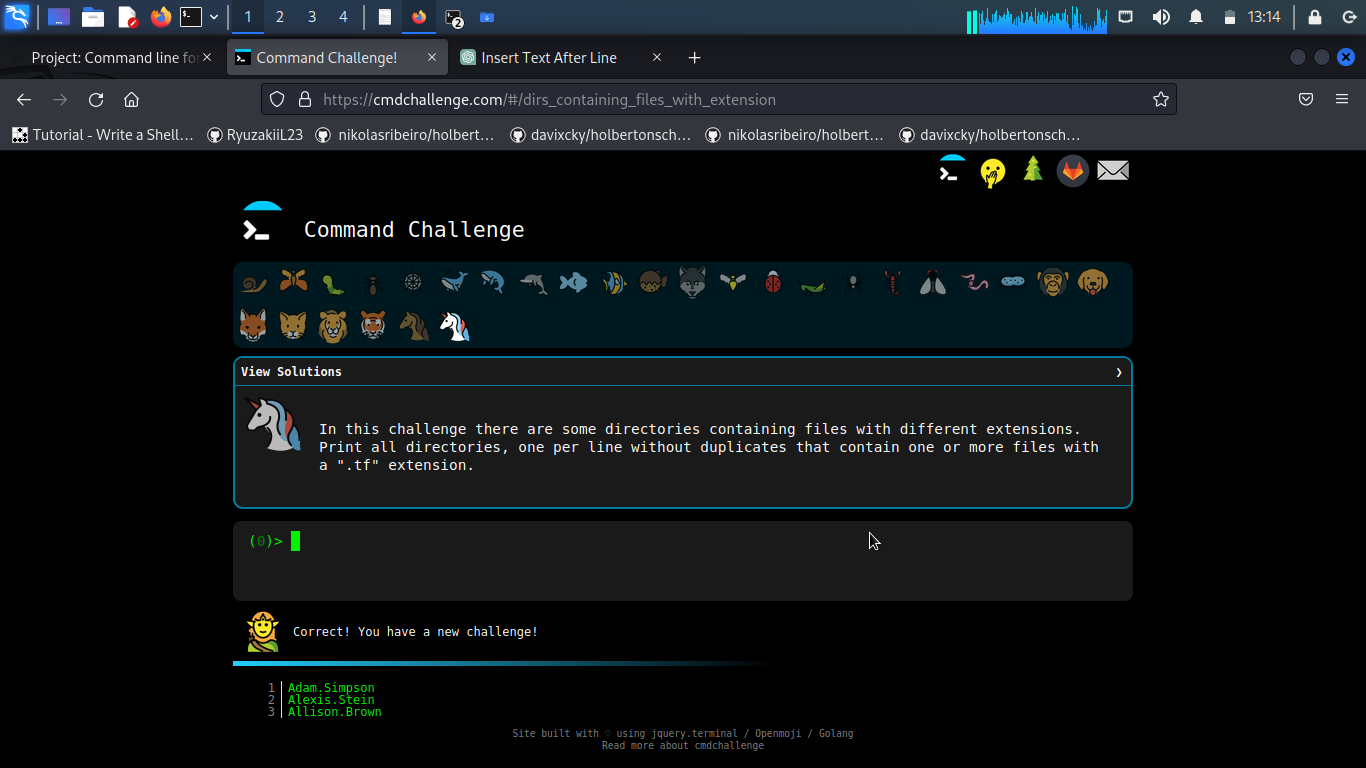 1 2 3 4 2 13:14
Project: Command line fo Command Challenge! Insert Text After Line
https://cmdchallenge.com/#/dirs_containing_files_with_extension
Tutorial - Write a Shell… RyuzakiiL23 nikolasribeiro/holbert… davixcky/holbertonsch… nikolasribeiro/holbert… davixcky/holbertonsch…
Command Challenge
View Solutions
In this challenge there are some directories containing files with different extensions.
Print all directories, one per line without duplicates that contain one or more files with
a ".tf" extension.
(0)>
Correct! You have a new challenge!
1 Adam.Simpson
2 Alexis.Stein
3 Allison.Brown
Site built with ♡ using jquery.terminal / Openmoji / Golang
Read more about cmdchallenge